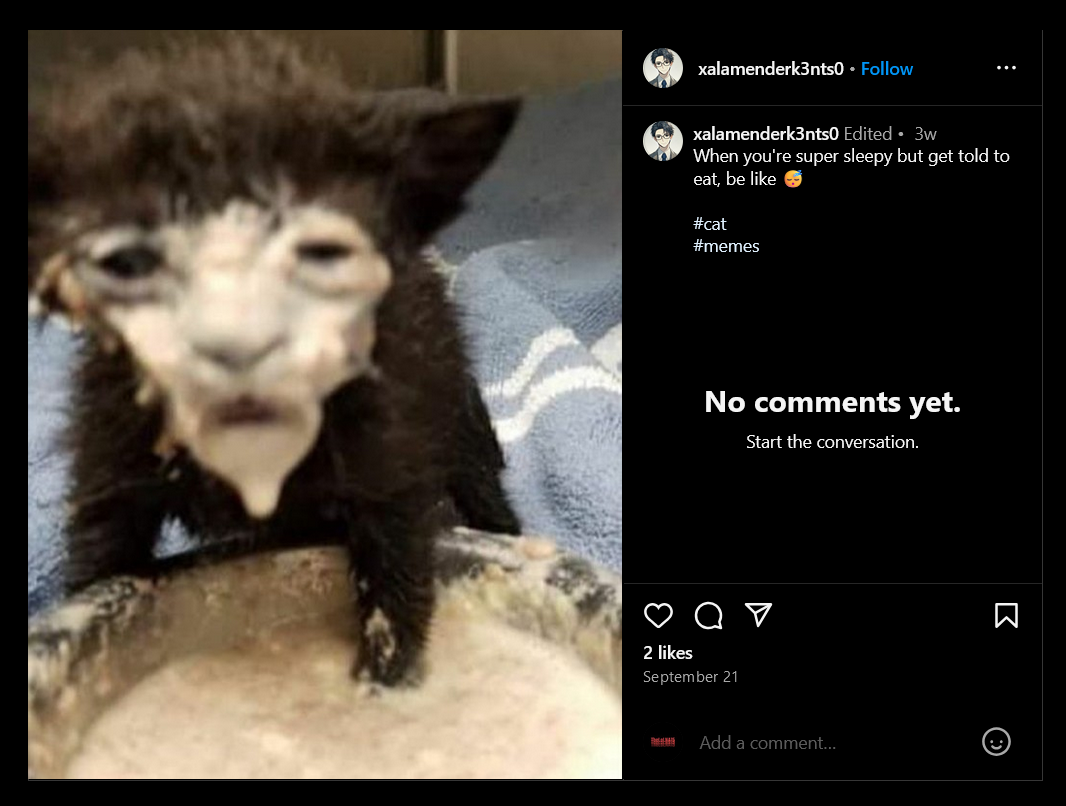 xalamenderk3nts0 • Follow
xalamenderk3nts0 Edited • 3w
When you're super sleepy but get told to
eat, be like 😴
#cat
#memes
No comments yet.
Start the conversation.
2 likes
September 21
Add a comment...